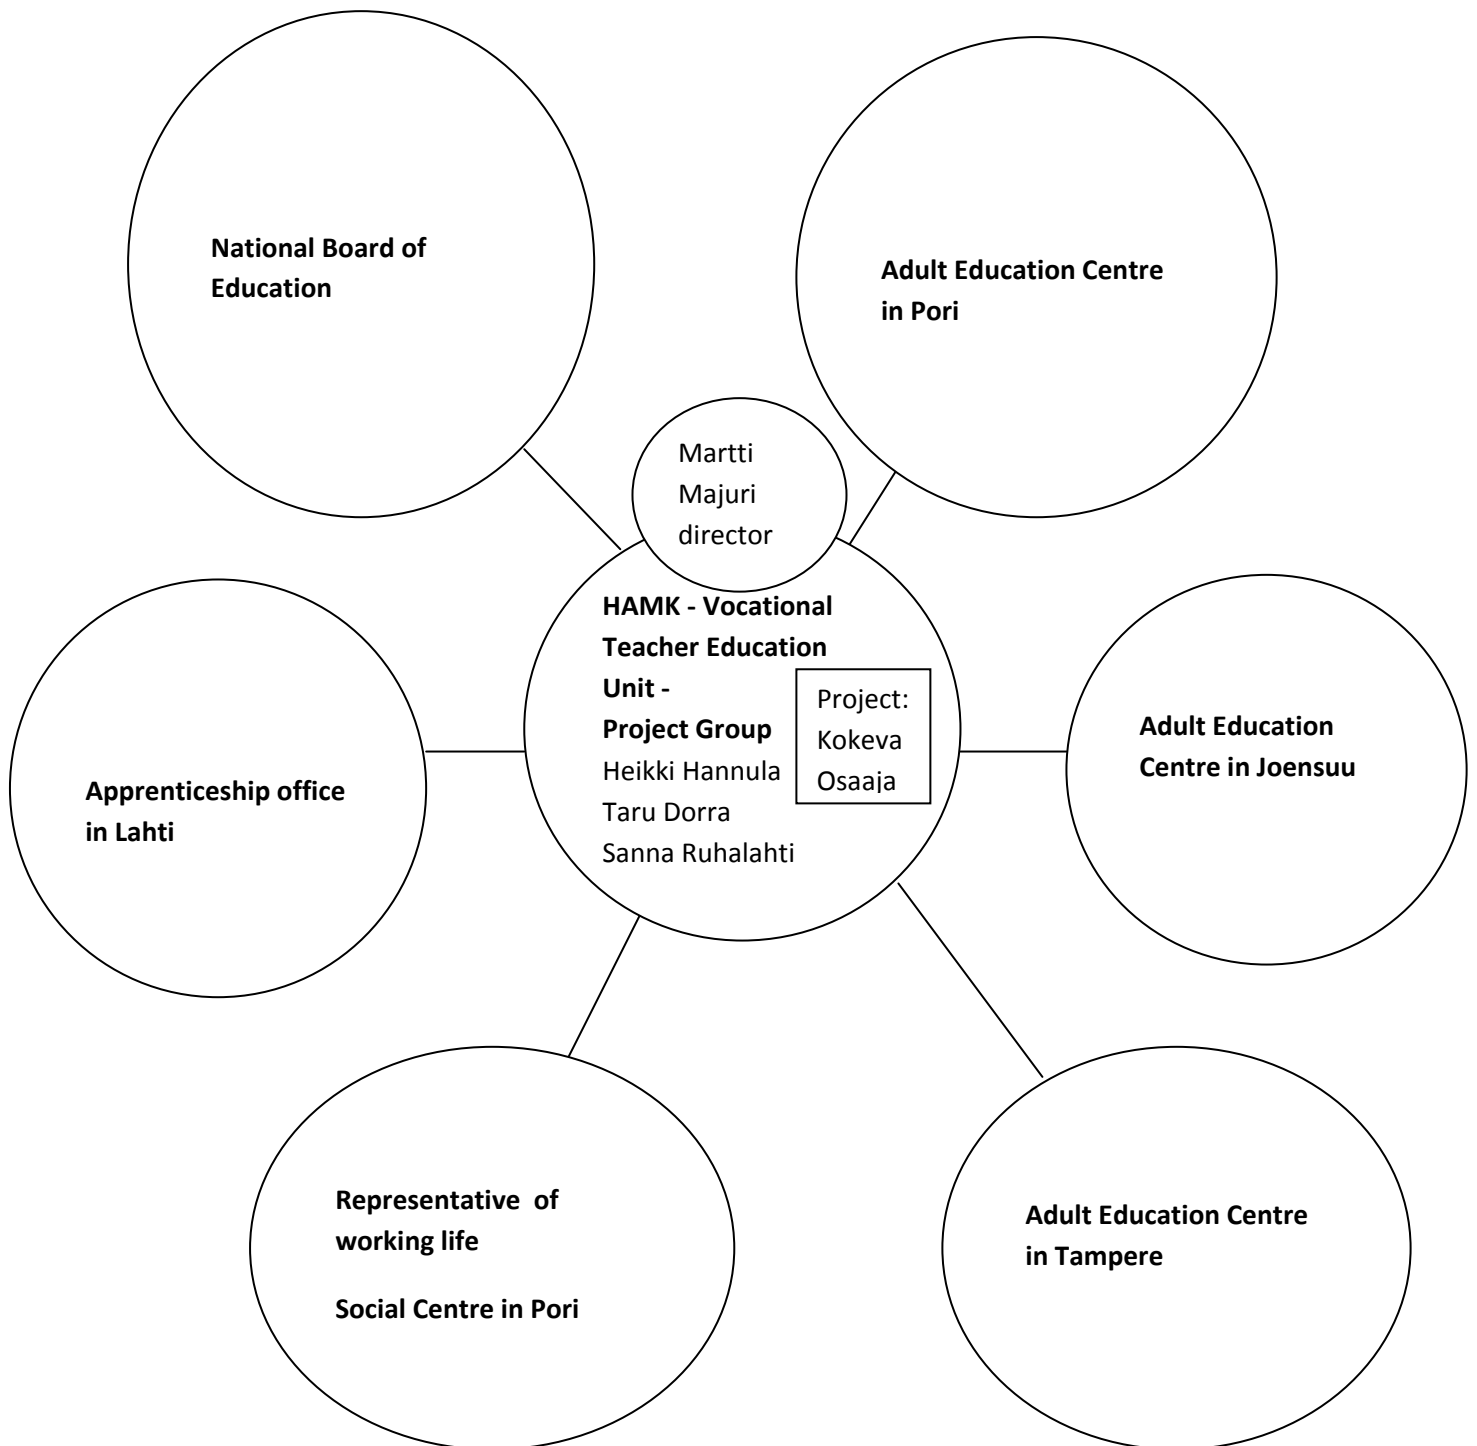 National Board of
Education
Adult Education Centre
in Pori
Martti
Majuri
director
HAMK - Vocational
Teacher Education
Unit -
Project Group
Heikki Hannula
Taru Dorra
Sanna Ruhalahti
Project:
Kokeva
Osaaja
Apprenticeship office
in Lahti
Adult Education
Centre in Joensuu
Representative of
working life
Social Centre in Pori
Adult Education Centre
in Tampere